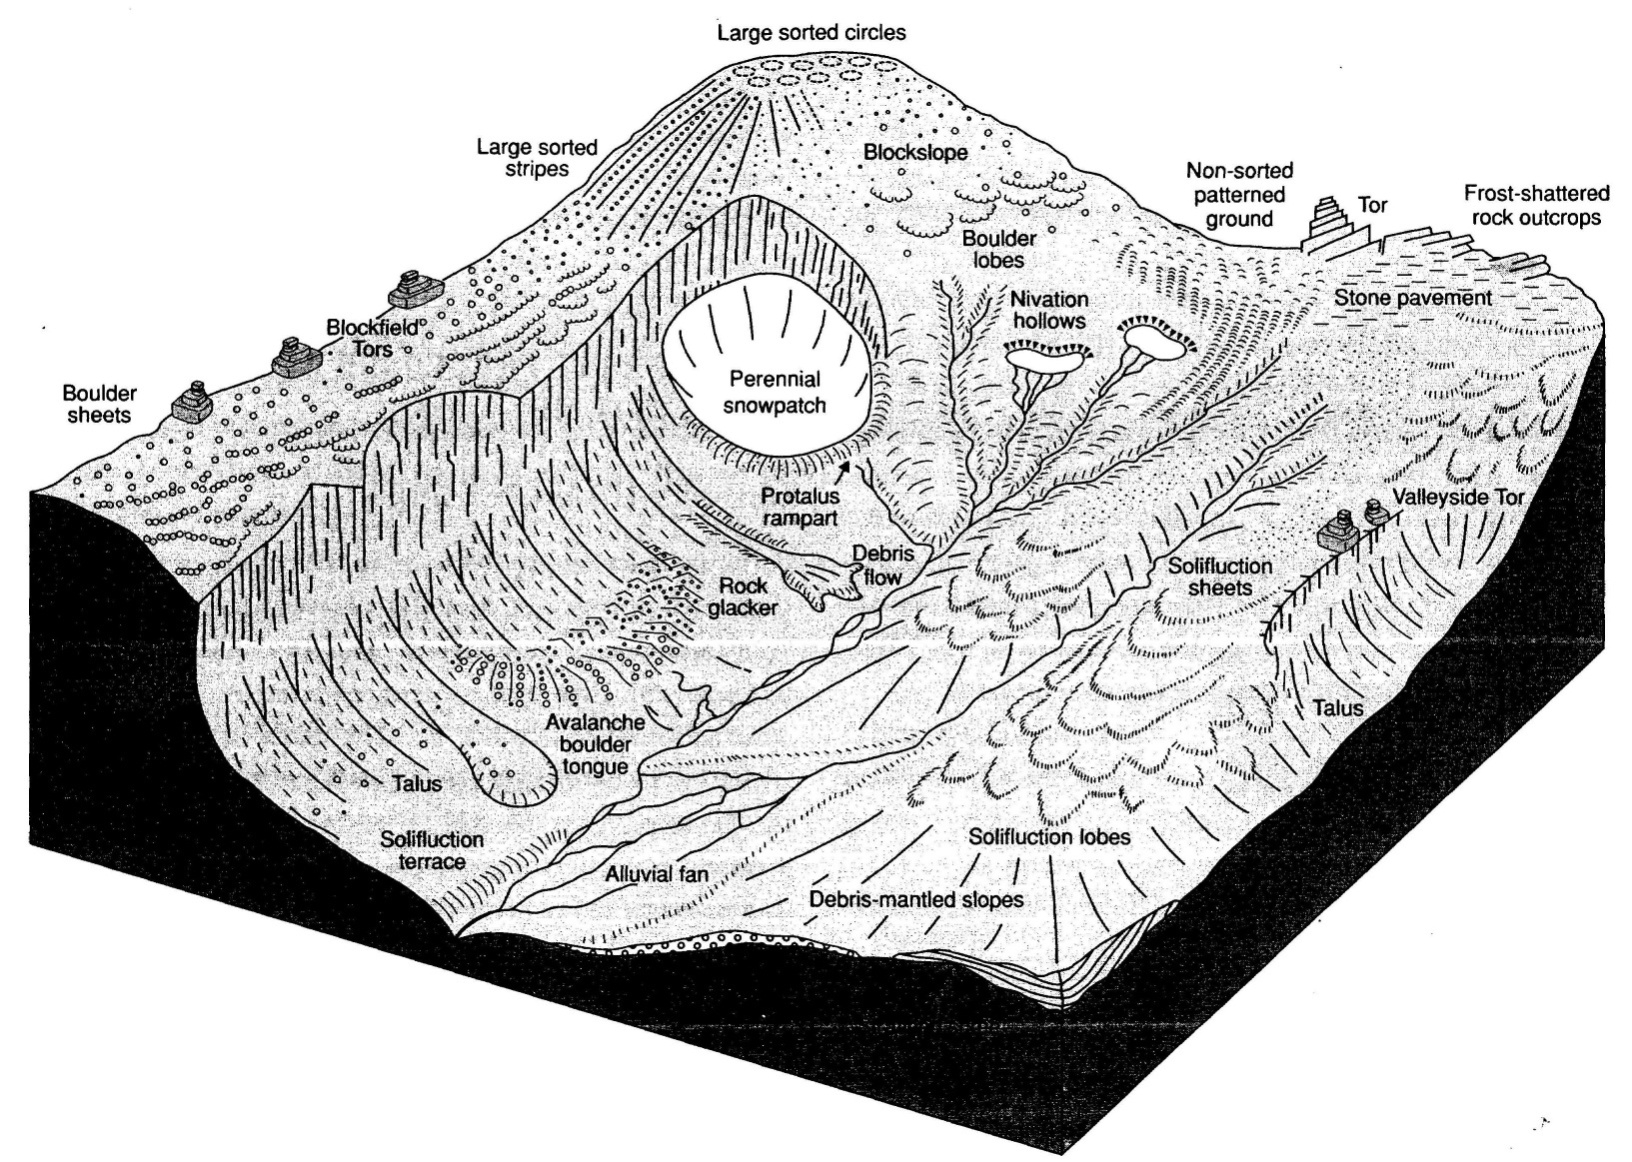 Large sorted circles
Large sorted
stripes
Blockslope
Non-sorted
patterned
ground
Tor
Frost-shattered
rock outcrops
Boulder
lobes
Nivation
hollows
Stone pavement
Blockfield
Tors
Boulder
sheets
Perennial
snowpatch
Protalus
rampart
Valleyside Tor
Debris
flow
Solifluction
sheets
Rock
glacker
Avalanche
boulder
tongue
Talus
Talus
Solifluction
terrace
Solifluction lobes
Alluvial fan
Debris-mantled slopes